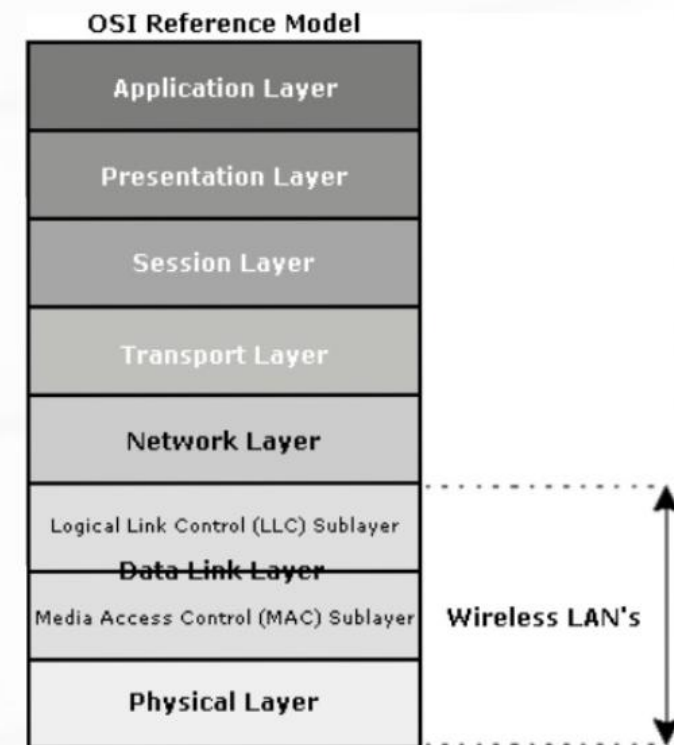 OSI Reference Model
Application Layer
Presentation Layer
Session Layer
Transport Layer
Network Layer
Logical Link Control (LLC) Sublayer
Data Link Layer
Media Access Control (MAC) Sublayer
Wireless LAN's
Physical Layer